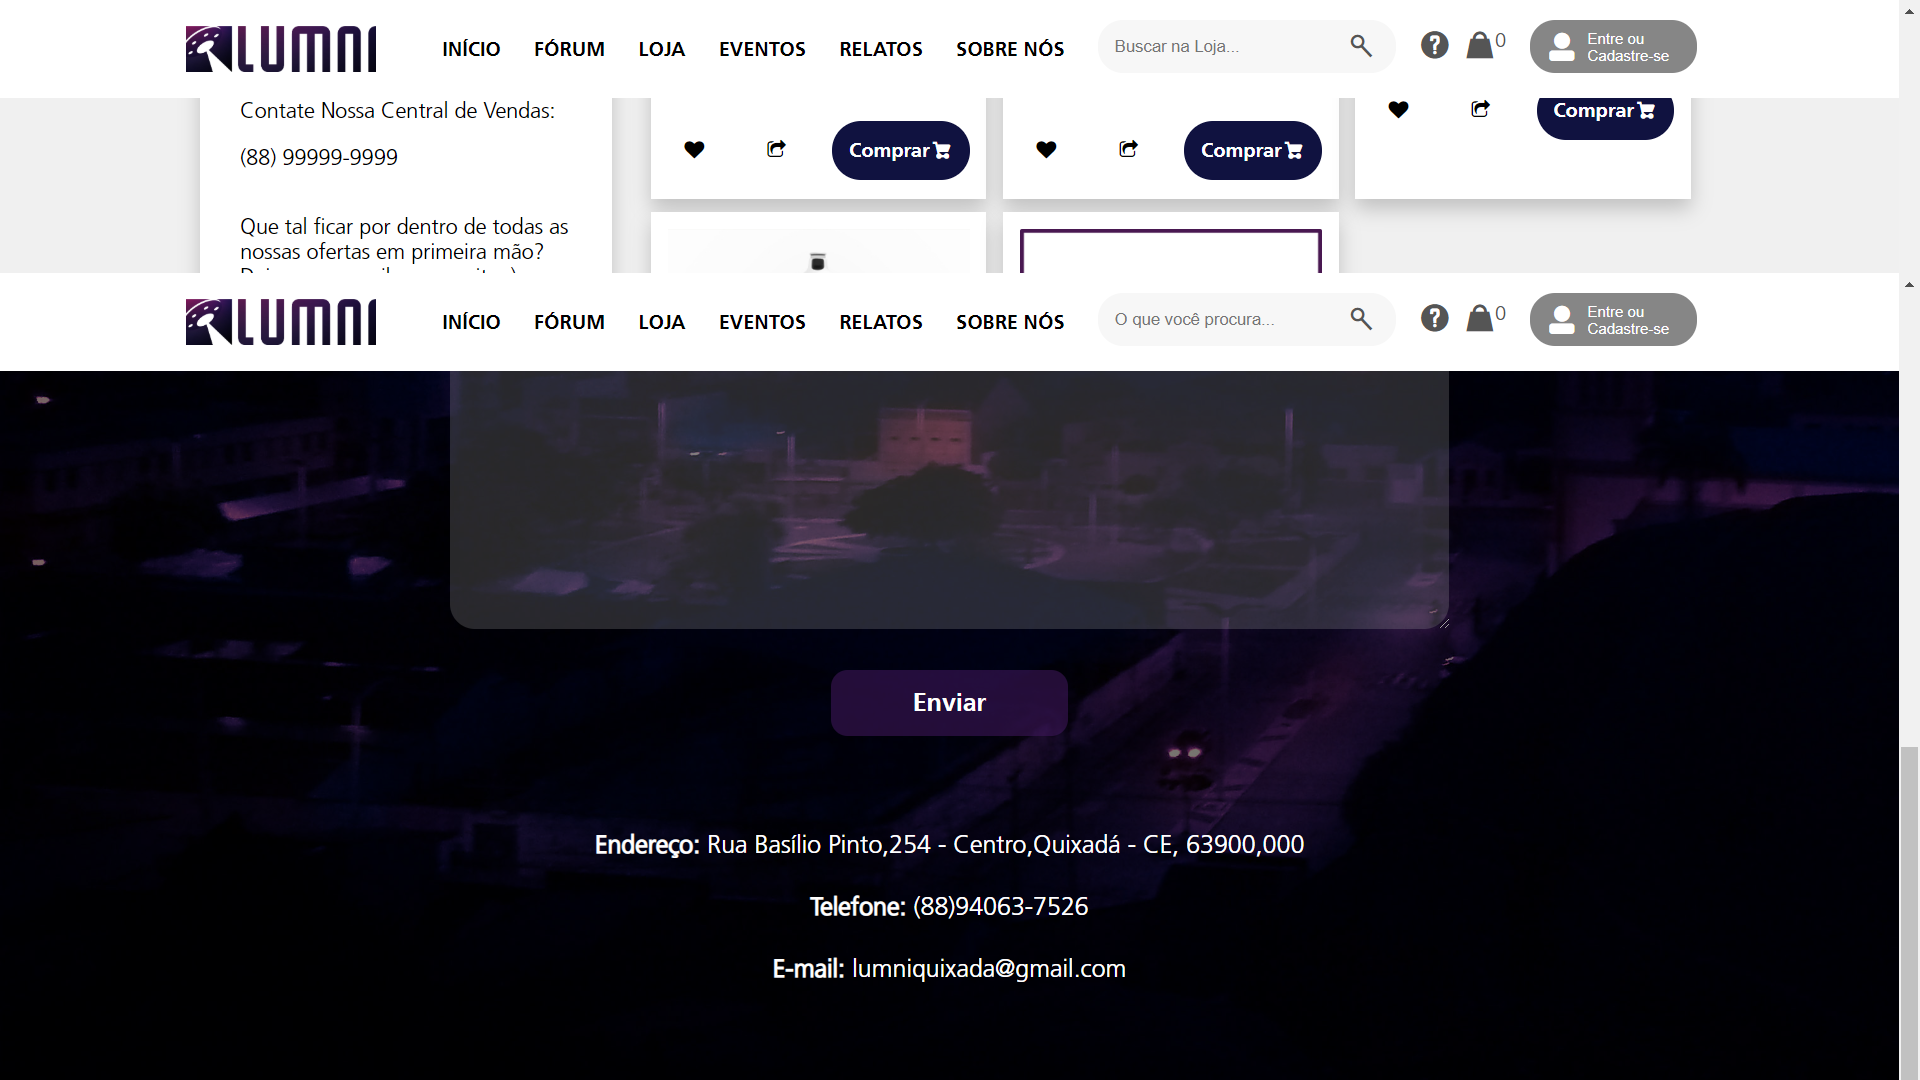 LUMNI
INÍCIO FÓRUM LOJA EVENTOS RELATOS SOBRE NÓS
Buscar na Loja...
? 0
Entre ou
Cadastre-se
Contate Nossa Central de Vendas:
(88) 99999-9999
Que tal ficar por dentro de todas as
nossas ofertas em primeira mão?
Comprar
Comprar
Comprar
LUMNI
INÍCIO FÓRUM LOJA EVENTOS RELATOS SOBRE NÓS
O que você procura...
? 0
Entre ou
Cadastre-se
Enviar
Endereço: Rua Basílio Pinto,254 - Centro,Quixadá - CE, 63900,000
Telefone: (88)94063-7526
E-mail: lumniquixada@gmail.com